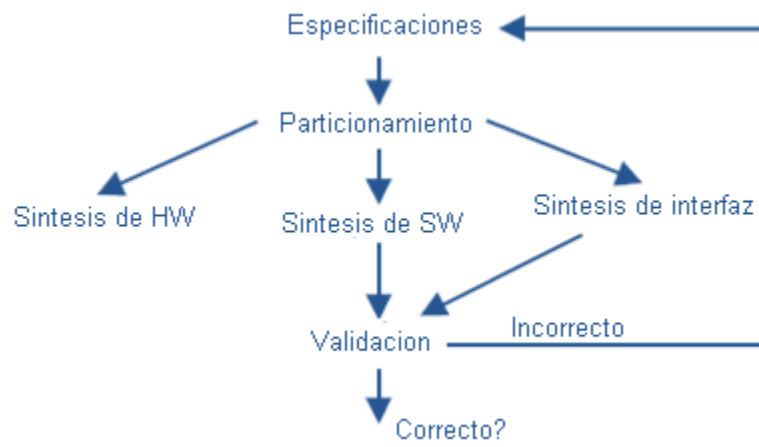 Especificaciones
Particionamiento
Sintesis de HW
Sintesis de SW
Sintesis de interfaz
Validacion
Incorrecto
Correcto?